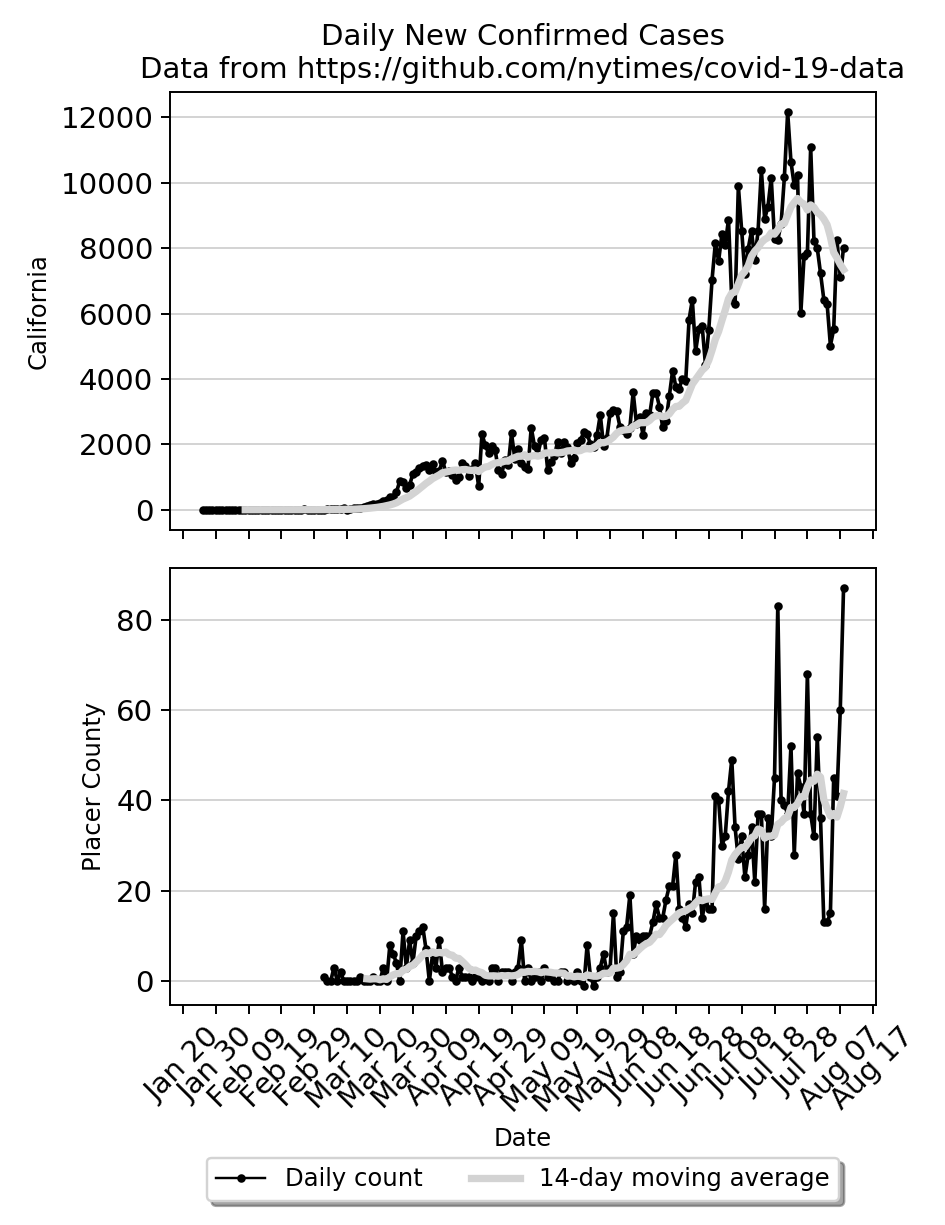 Daily New Confirmed Cases
Data from https://github.com/nytimes/covid-19-data
12000
10000
8000
6000
4000
2000
0
California
80
60
40
20
0
Placer County
Jan 20
Jan 30
Feb 09
Feb 19
Feb 29
Mar 10
Mar 20
Mar 30
Apr 09
Apr 19
Apr 29
May 09
May 19
May 29
Jun 08
Jun 18
Jun 28
Jul 08
Jul 18
Jul 28
Aug 07
Aug 17
Date
Daily count
14-day moving average